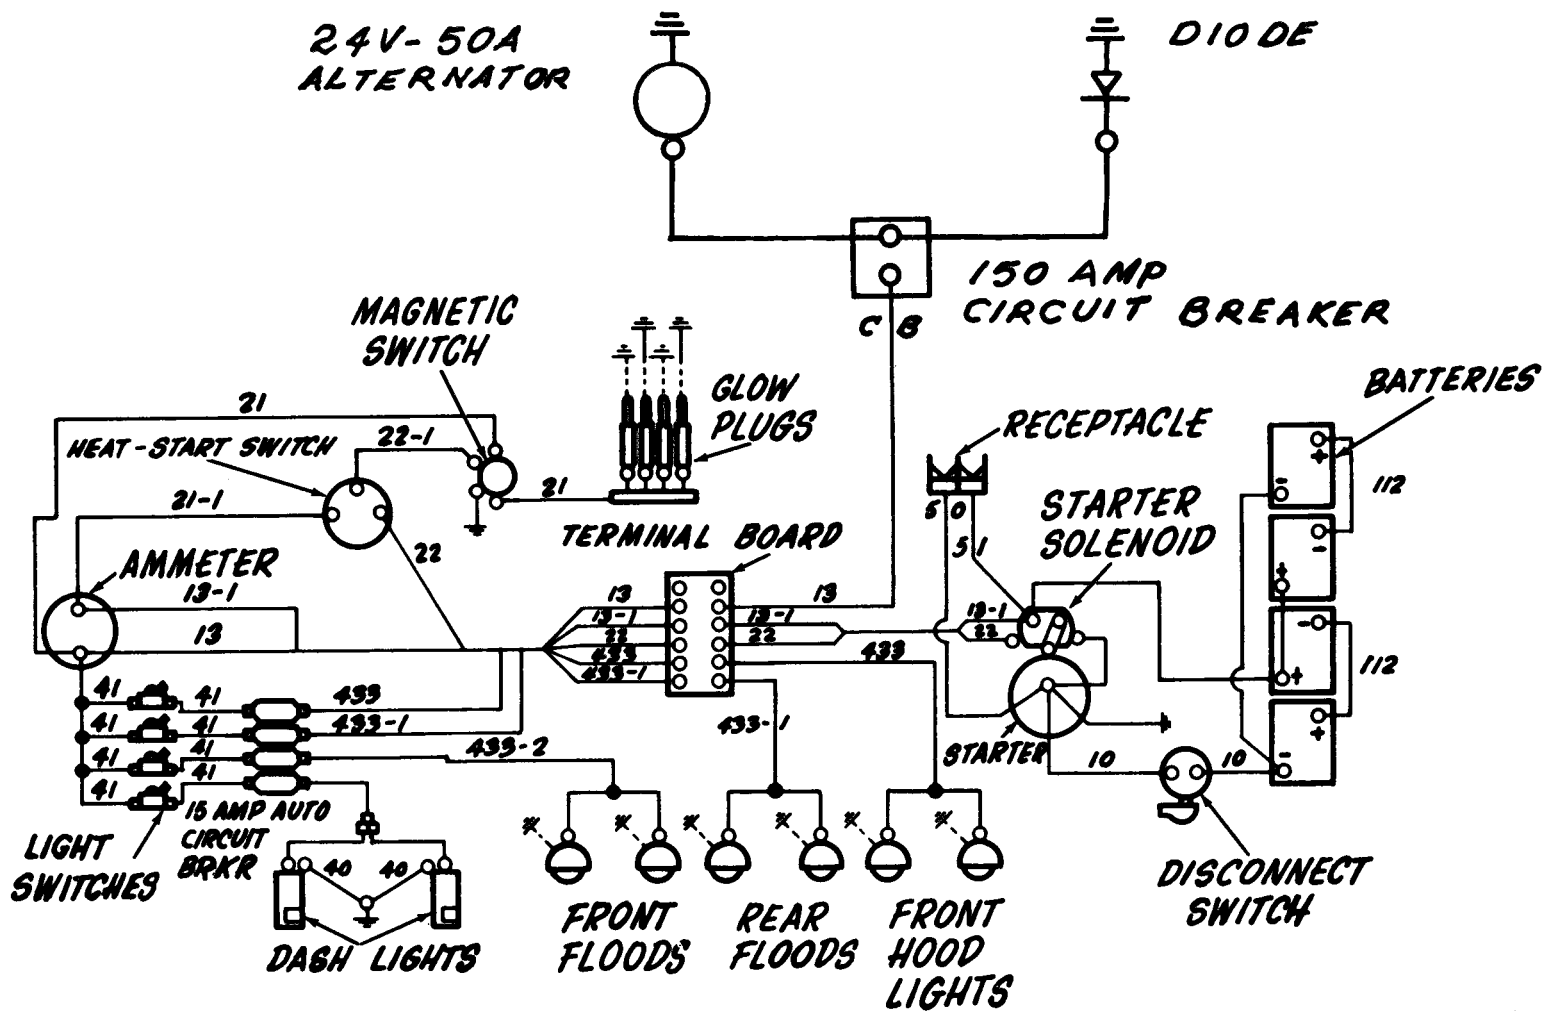 24V-50A
ALTERNATOR
DIODE
150 AMP
CIRCUIT BREAKER
CB
MAGNETIC
SWITCH
GLOW
PLUGS
BATTERIES
RECEPTACLE
21
HEAT-START SWITCH
22-1
21
21-1
22
50
51
STARTER
SOLENOID
+
-
112
-
+
TERMINAL BOARD
AMMETER
13-1
13
13
13-1
22
433
433-1
13
13-1
22
433
433-1
13-1
22
-
+
112
+
-
41
41
433
41
41
433-1
41
41
433-2
41
41
STARTER
10
10
15 AMP AUTO
CIRCUIT
BRKR
LIGHT
SWITCHES
40
40
DASH LIGHTS
FRONT
FLOODS
REAR
FLOODS
FRONT
HOOD
LIGHTS
DISCONNECT
SWITCH